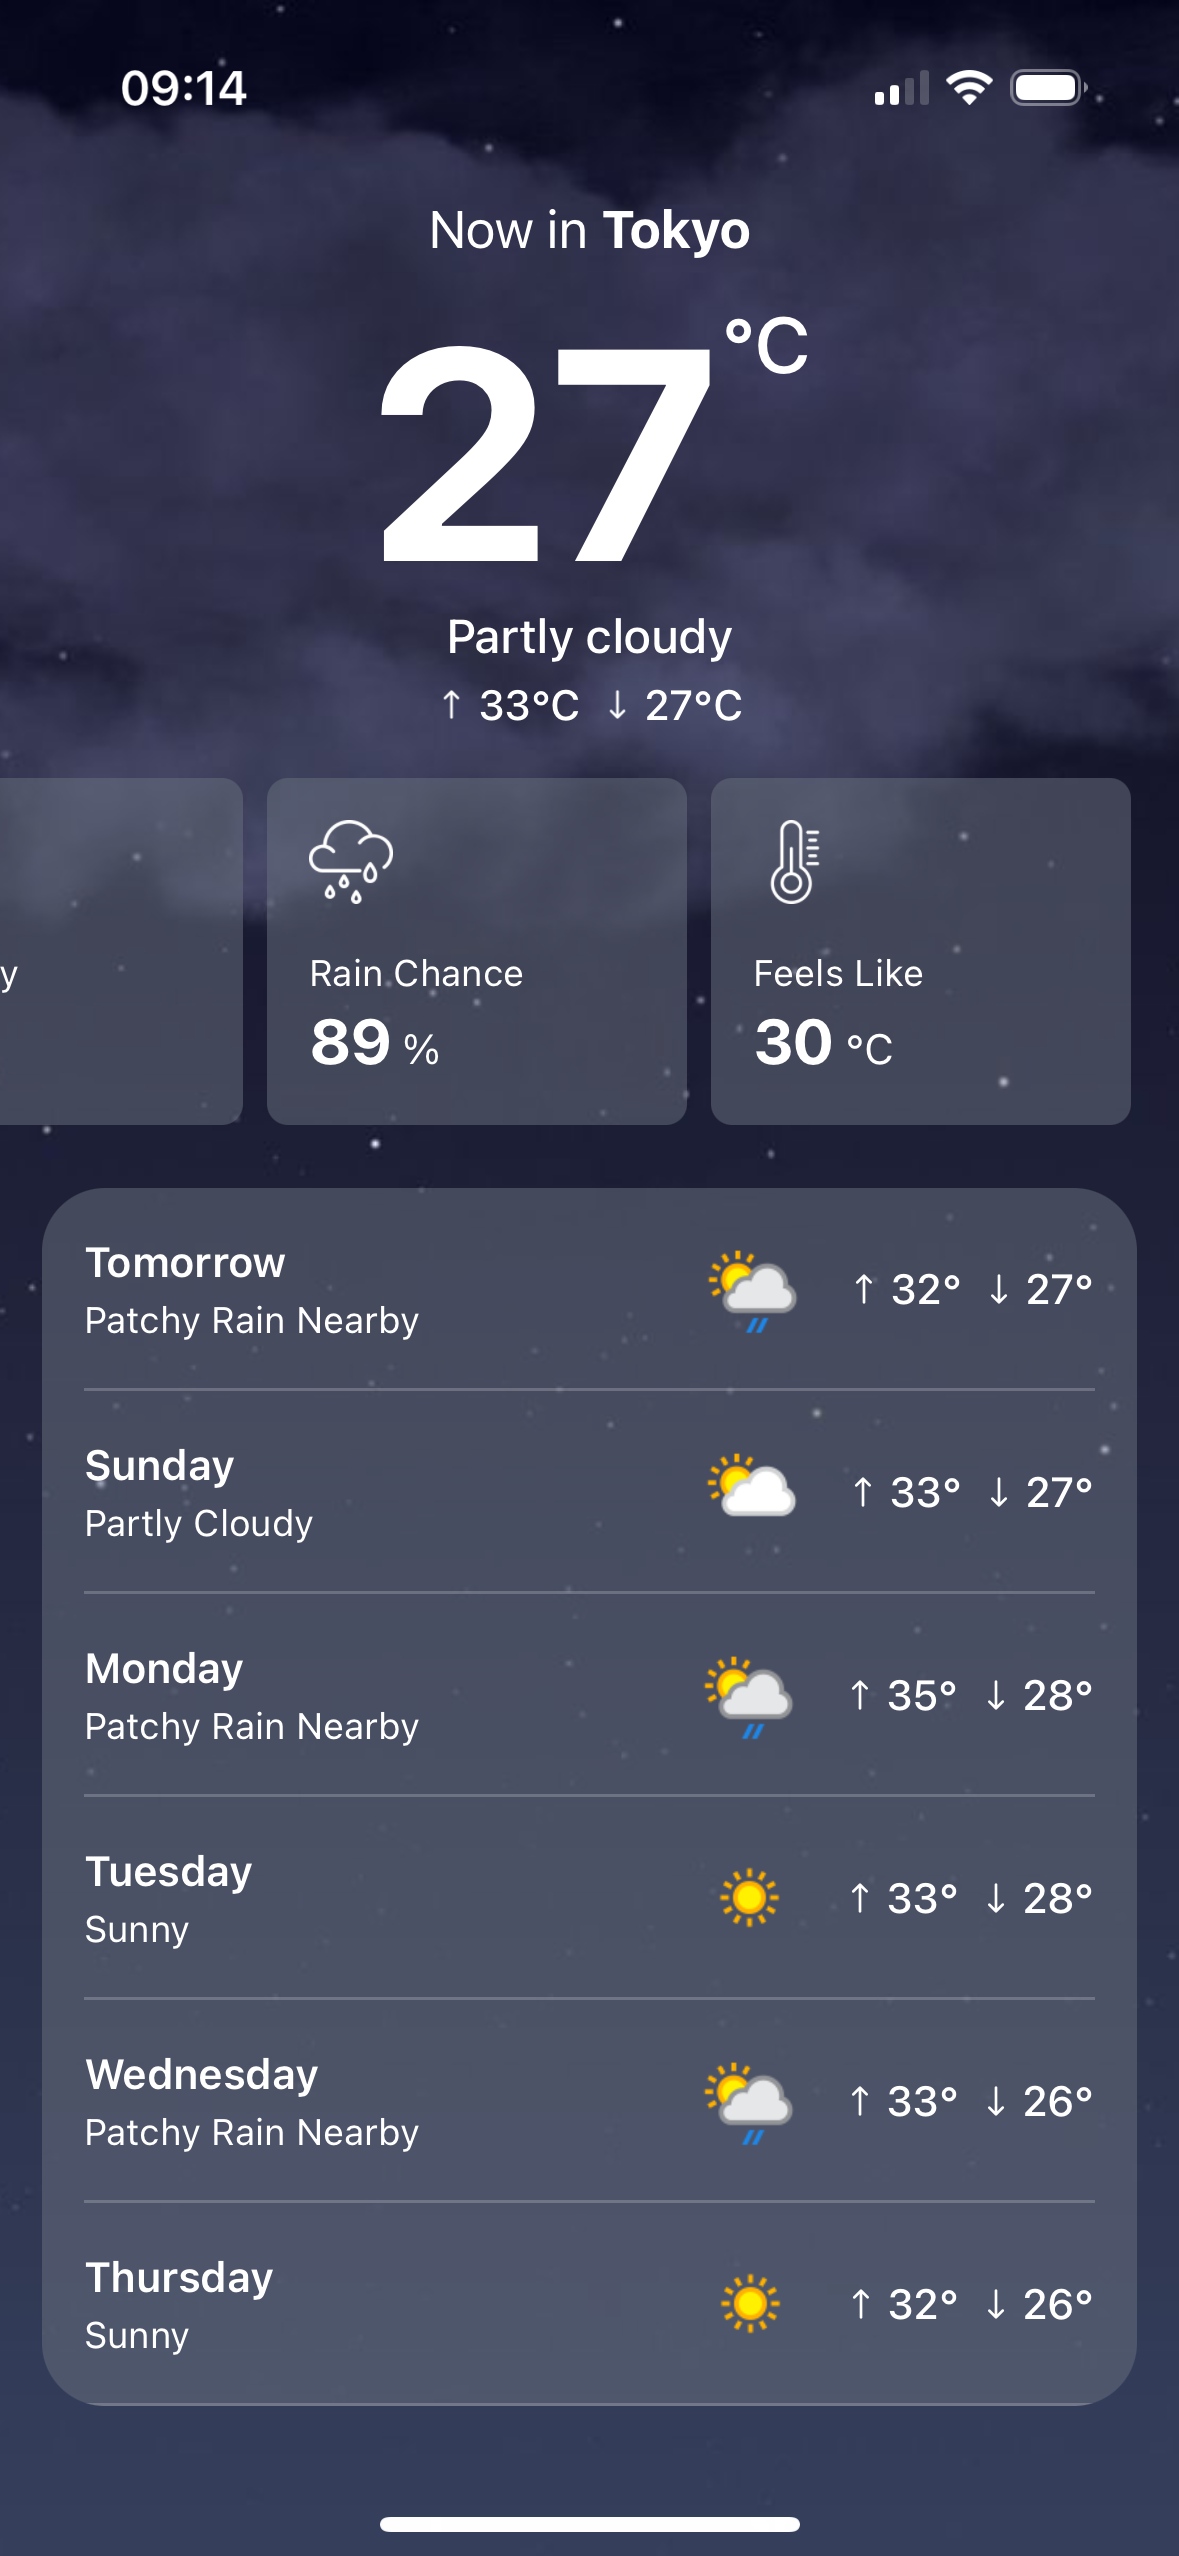 09:14
Now in Tokyo
27°C
Partly cloudy
↑ 33°C ↓ 27°C
y
Rain Chance
89 %
Feels Like
30 °C
Tomorrow
Patchy Rain Nearby
↑ 32° ↓ 27°
Sunday
Partly Cloudy
↑ 33° ↓ 27°
Monday
Patchy Rain Nearby
↑ 35° ↓ 28°
Tuesday
Sunny
↑ 33° ↓ 28°
Wednesday
Patchy Rain Nearby
↑ 33° ↓ 26°
Thursday
Sunny
↑ 32° ↓ 26°